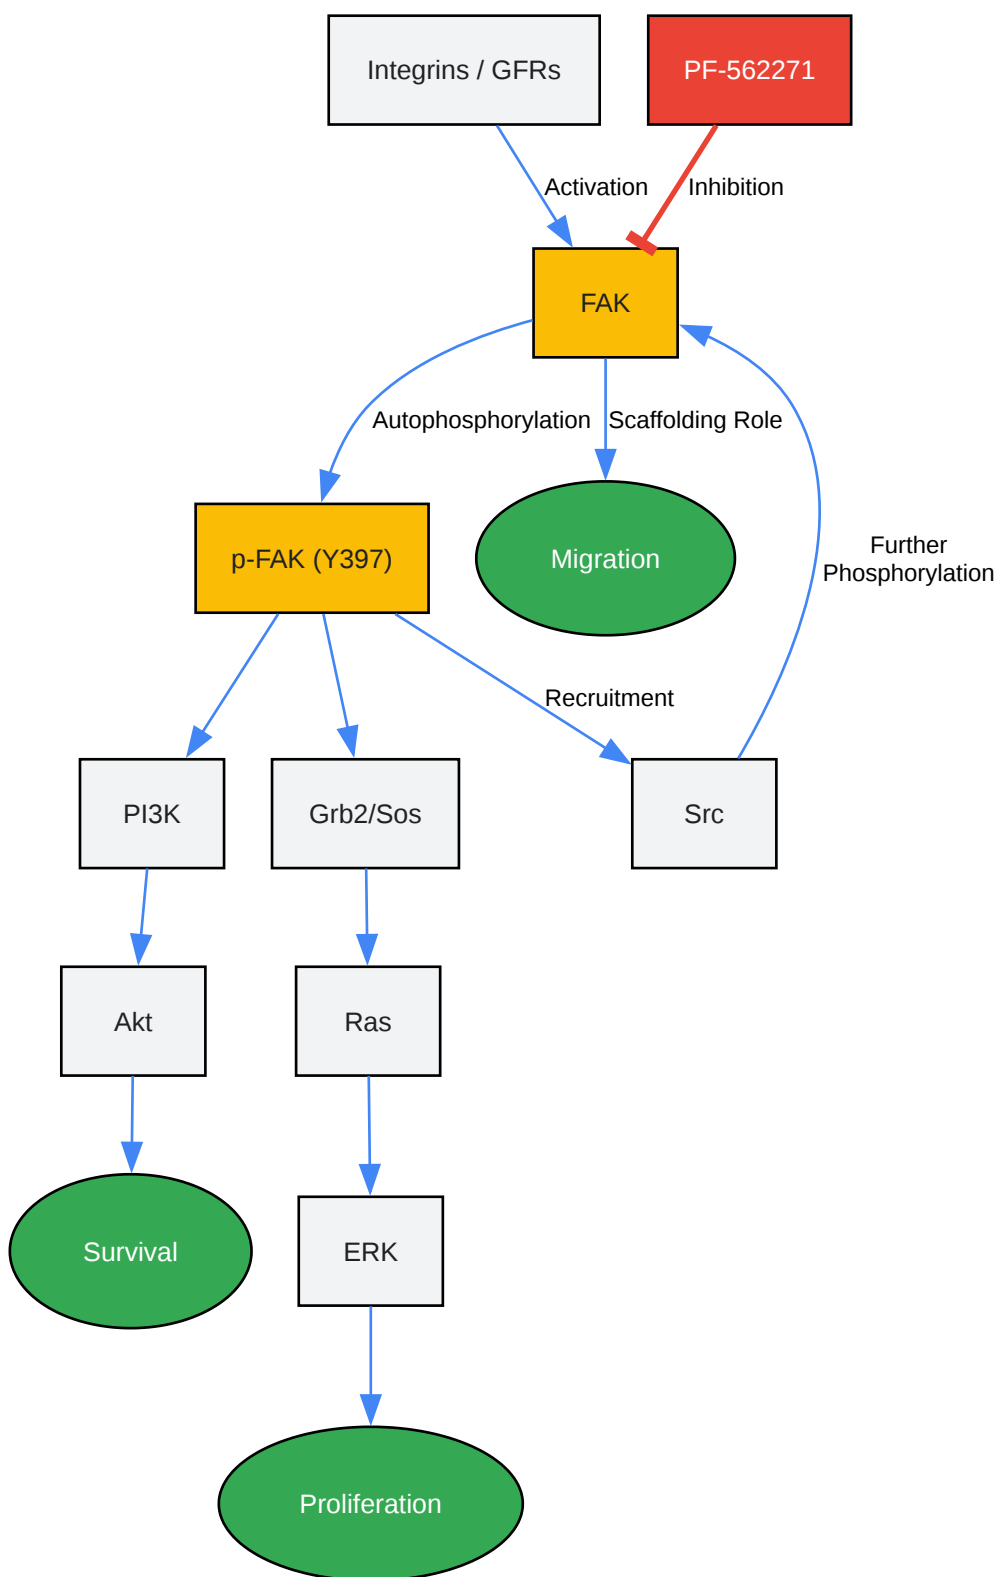 Integrins / GFRs
PF-562271
Activation
Inhibition
FAK
Autophosphorylation
Scaffolding Role
p-FAK (Y397)
Migration
Further
Phosphorylation
Recruitment
PI3K
Grb2/Sos
Src
Akt
Ras
Survival
ERK
Proliferation